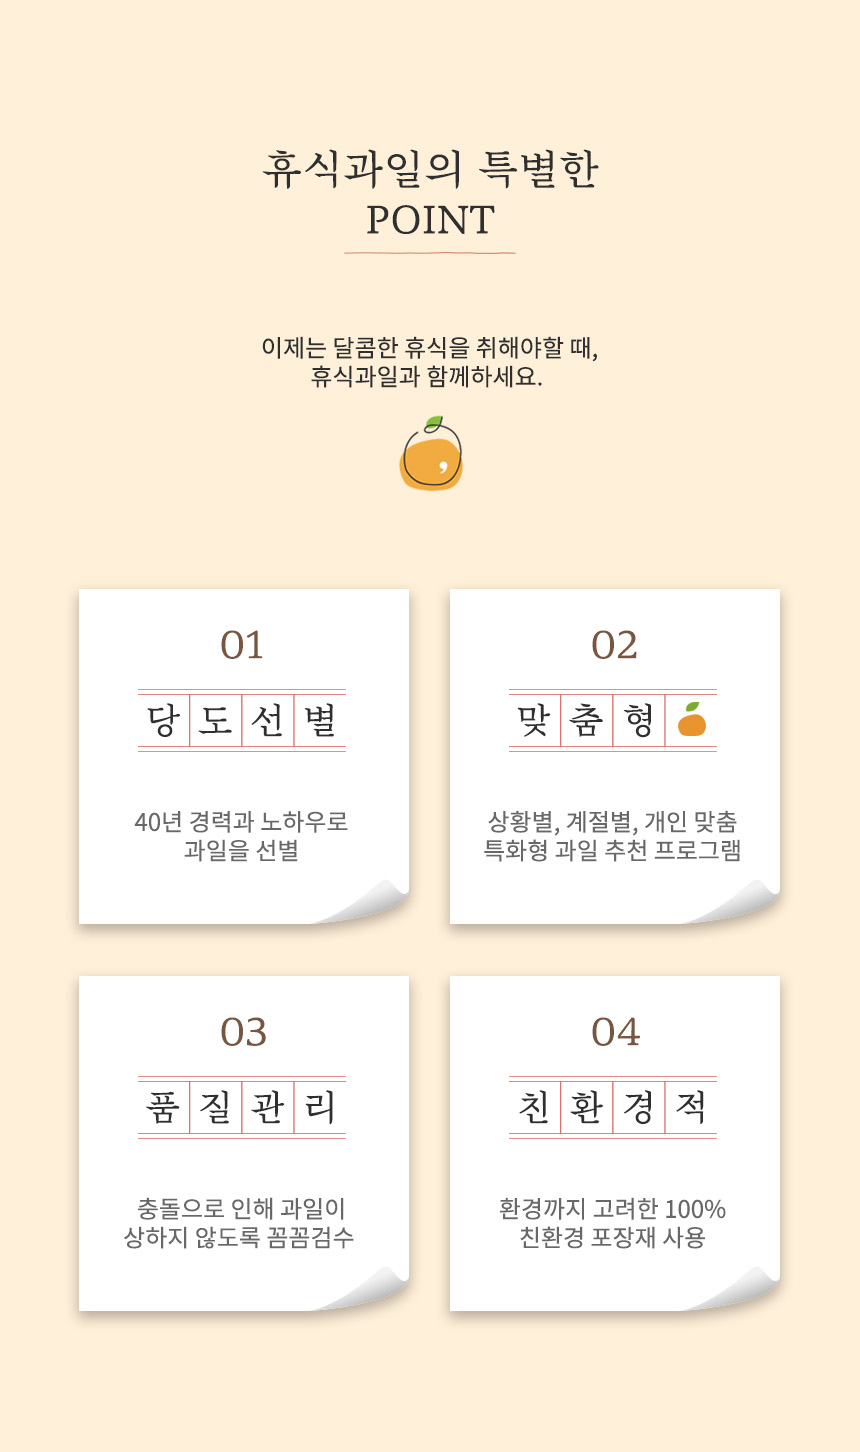 휴식과일의 특별한
POINT
이제는 달콤한 휴식을 취해야할 때,
휴식과일과 함께하세요.
01
당도선별
40년 경력과 노하우로
과일을 선별
02
맞춤형
상황별, 계절별, 개인 맞춤
특화형 과일 추천 프로그램
03
품질관리
충돌으로 인해 과일이
상하지 않도록 꼼꼼검수
04
친환경적
환경까지 고려한 100%
친환경 포장재 사용